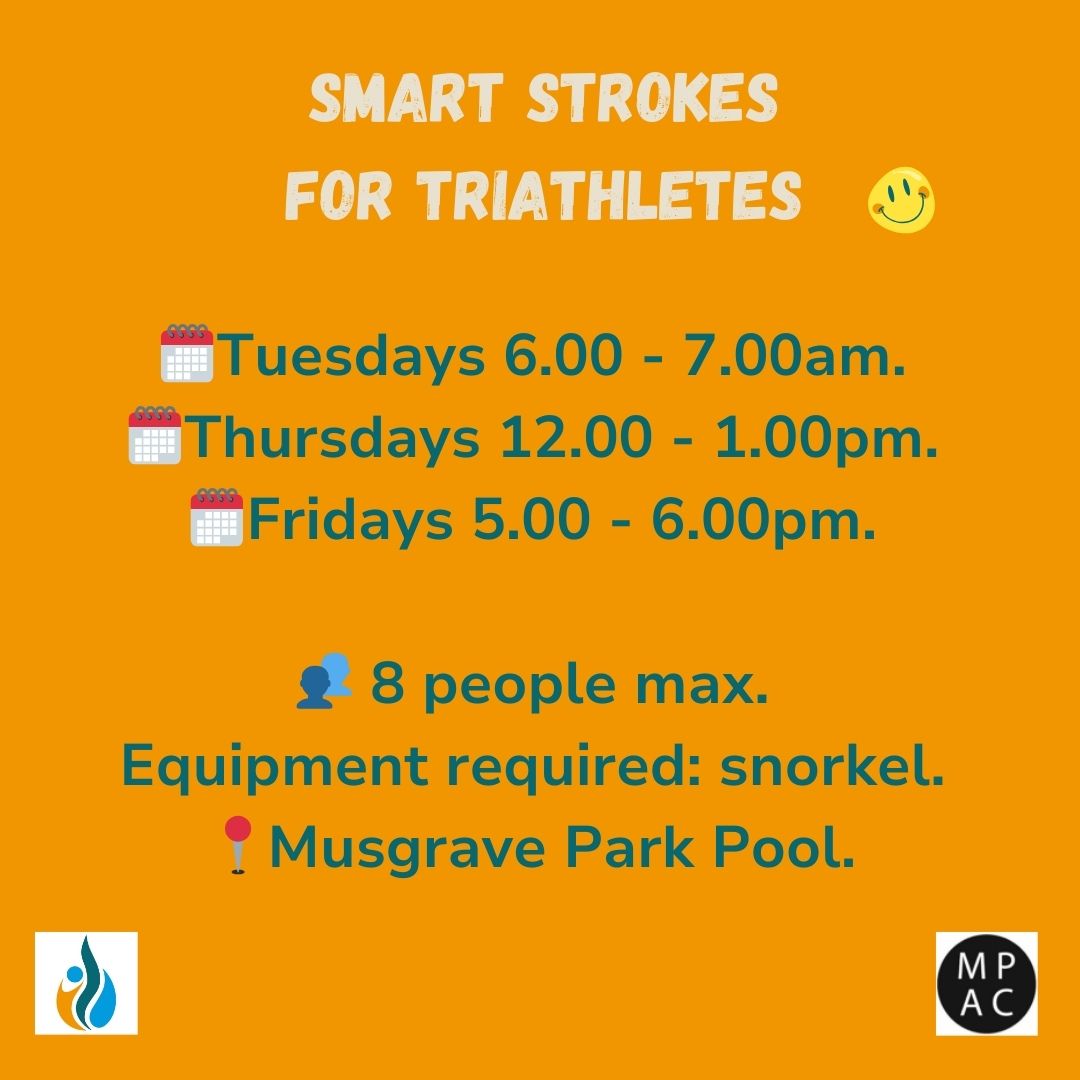 SMART STROKES
FOR TRIATHLETES
Tuesdays 6.00 - 7.00am.
Thursdays 12.00 - 1.00pm.
Fridays 5.00 - 6.00pm.
8 people max.
Equipment required: snorkel.
Musgrave Park Pool.
M P
A C